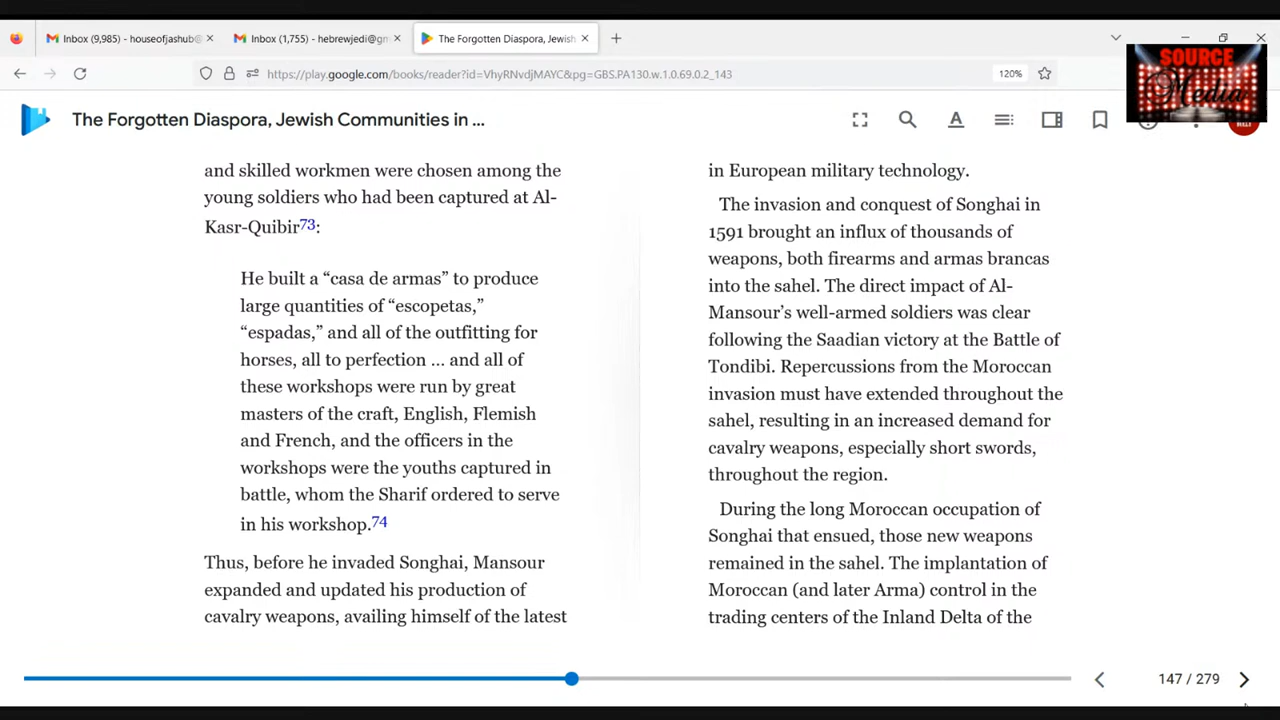 Inbox (9,985) - houseofjashub@
Inbox (1,755) - hebrewjedi@gm
The Forgotten Diaspora, Jewish
https://play.google.com/books/reader?id=VhyRNvdjMAYC&pg=GBS.PA130.w.1.0.69.0.2_143
120%
SOURCE
Media
The Forgotten Diaspora, Jewish Communities in ...
and skilled workmen were chosen among the
young soldiers who had been captured at Al-
Kasr-Quibir73:
He built a “casa de armas” to produce
large quantities of “escopetas,”
“espadas,” and all of the outfitting for
horses, all to perfection ... and all of
these workshops were run by great
masters of the craft, English, Flemish
and French, and the officers in the
workshops were the youths captured in
battle, whom the Sharif ordered to serve
in his workshop.74
Thus, before he invaded Songhai, Mansour
expanded and updated his production of
cavalry weapons, availing himself of the latest
in European military technology.
The invasion and conquest of Songhai in
1591 brought an influx of thousands of
weapons, both firearms and armas brancas
into the sahel. The direct impact of Al-
Mansour’s well-armed soldiers was clear
following the Saadian victory at the Battle of
Tondibi. Repercussions from the Moroccan
invasion must have extended throughout the
sahel, resulting in an increased demand for
cavalry weapons, especially short swords,
throughout the region.
During the long Moroccan occupation of
Songhai that ensued, those new weapons
remained in the sahel. The implantation of
Moroccan (and later Arma) control in the
trading centers of the Inland Delta of the
147 / 279